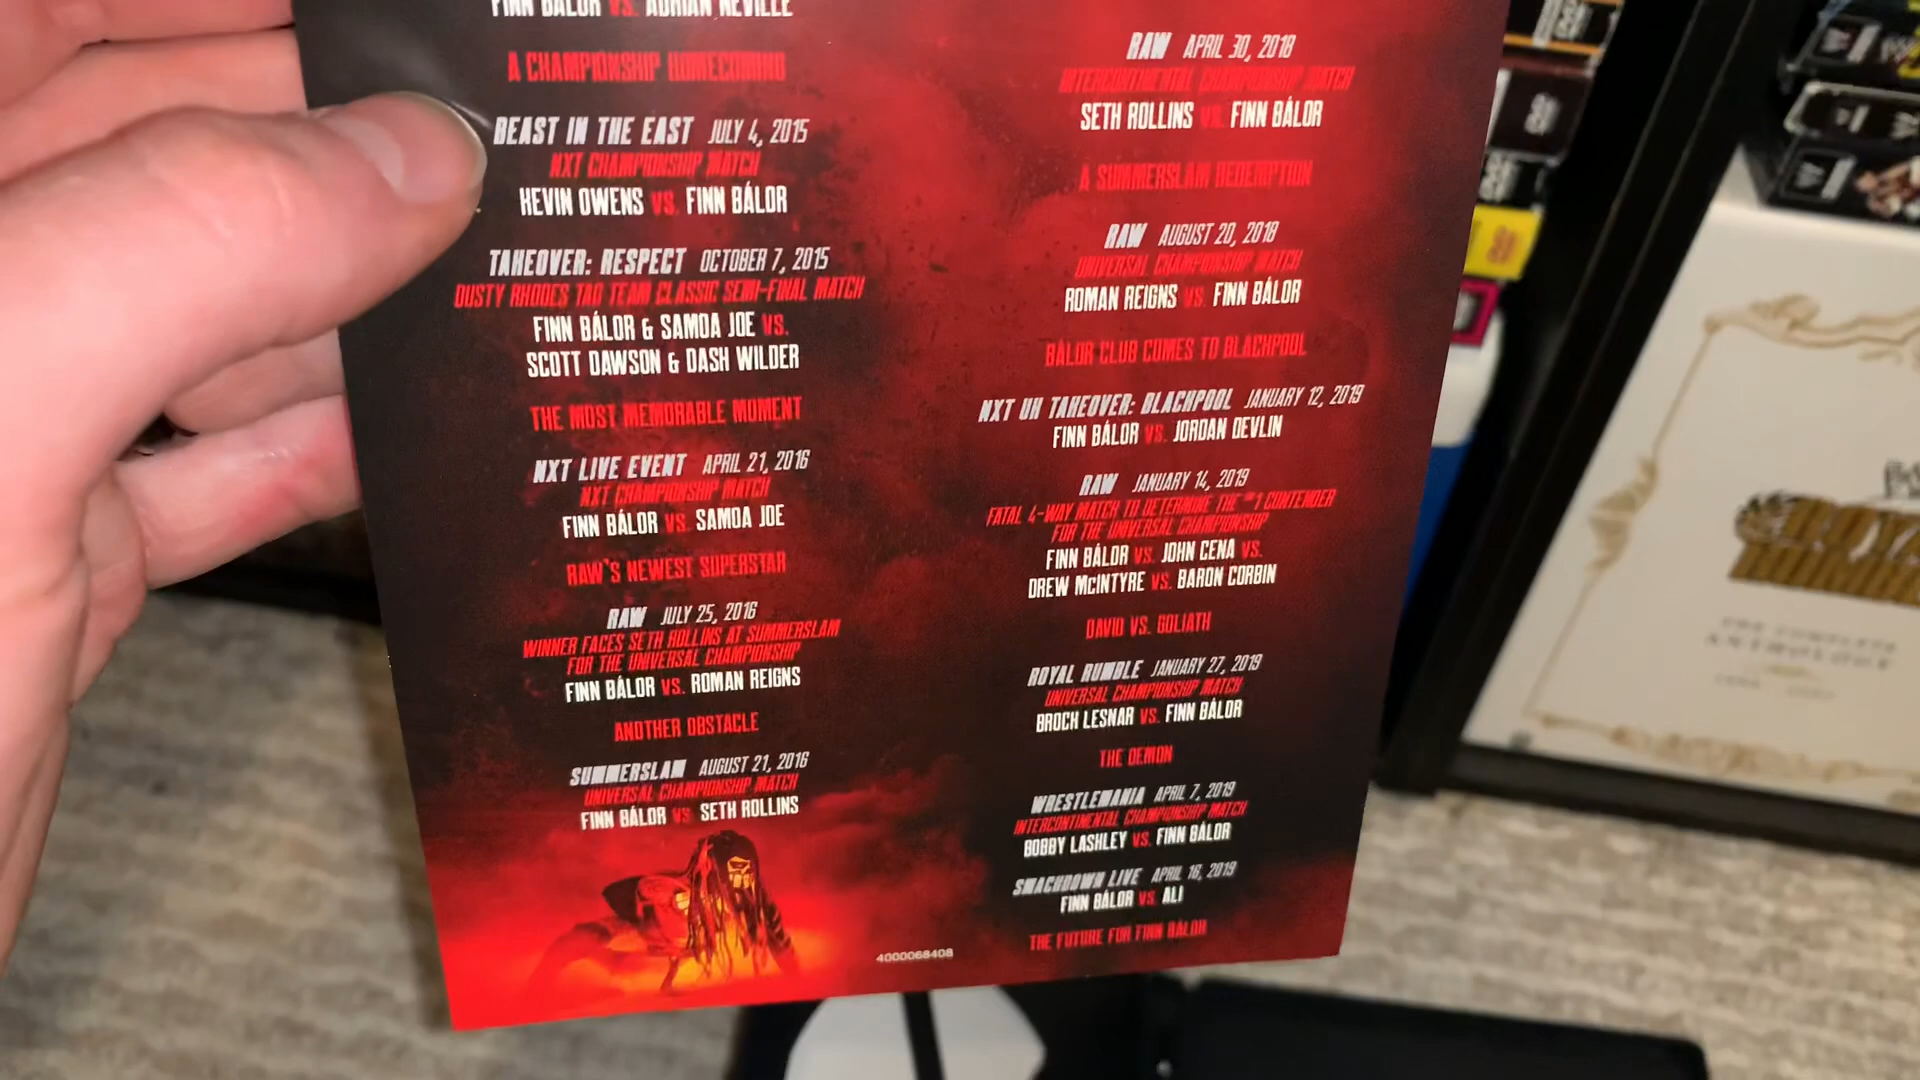 FINN BÁLOR VS. ADRIAN NEVILLE
A CHAMPIONSHIP HOMECOMING
BEAST IN THE EAST JULY 4, 2015
NXT CHAMPIONSHIP MATCH
KEVIN OWENS VS. FINN BÁLOR
TAKEOVER: RESPECT OCTOBER 7, 2015
DUSTY RHODES TAG TEAM CLASSIC SEMI-FINAL MATCH
FINN BÁLOR & SAMOA JOE VS.
SCOTT DAWSON & DASH WILDER
THE MOST MEMORABLE MOMENT
NXT LIVE EVENT APRIL 21, 2016
NXT CHAMPIONSHIP MATCH
FINN BÁLOR VS. SAMOA JOE
RAW'S NEWEST SUPERSTAR
RAW JULY 25, 2016
WINNER FACES SETH ROLLINS AT SUMMERSLAM
FOR THE UNIVERSAL CHAMPIONSHIP
FINN BÁLOR VS. ROMAN REIGNS
ANOTHER OBSTACLE
SUMMERSLAM AUGUST 21, 2016
UNIVERSAL CHAMPIONSHIP MATCH
FINN BÁLOR VS SETH ROLLINS
4000068408
RAW APRIL 30, 2018
INTERCONTINENTAL CHAMPIONSHIP MATCH
SETH ROLLINS VS. FINN BÁLOR
A SUMMERSLAM REDEMPTION
RAW AUGUST 20, 2018
UNIVERSAL CHAMPIONSHIP MATCH
ROMAN REIGNS VS. FINN BÁLOR
BÁLOR CLUB COMES TO BLACKPOOL
NXT UK TAKEOVER: BLACKPOOL JANUARY 12, 2019
FINN BÁLOR VS. JORDAN DEVLIN
RAW JANUARY 14, 2019
FATAL 4-WAY MATCH TO DETERMINE THE #1 CONTENDER
FOR THE UNIVERSAL CHAMPIONSHIP
FINN BÁLOR VS. JOHN CENA VS.
DREW McINTYRE VS. BARON CORBIN
DAVID VS. GOLIATH
ROYAL RUMBLE JANUARY 27, 2019
UNIVERSAL CHAMPIONSHIP MATCH
BROCK LESNAR VS. FINN BÁLOR
THE DEMON
WRESTLEMANIA APRIL 7, 2019
INTERCONTINENTAL CHAMPIONSHIP MATCH
BOBBY LASHLEY VS. FINN BÁLOR
SMACKDOWN LIVE APRIL 16, 2019
FINN BÁLOR VS. ALI
THE FUTURE FOR FINN BÁLOR
THE COMPLETE
ANTHOLOGY